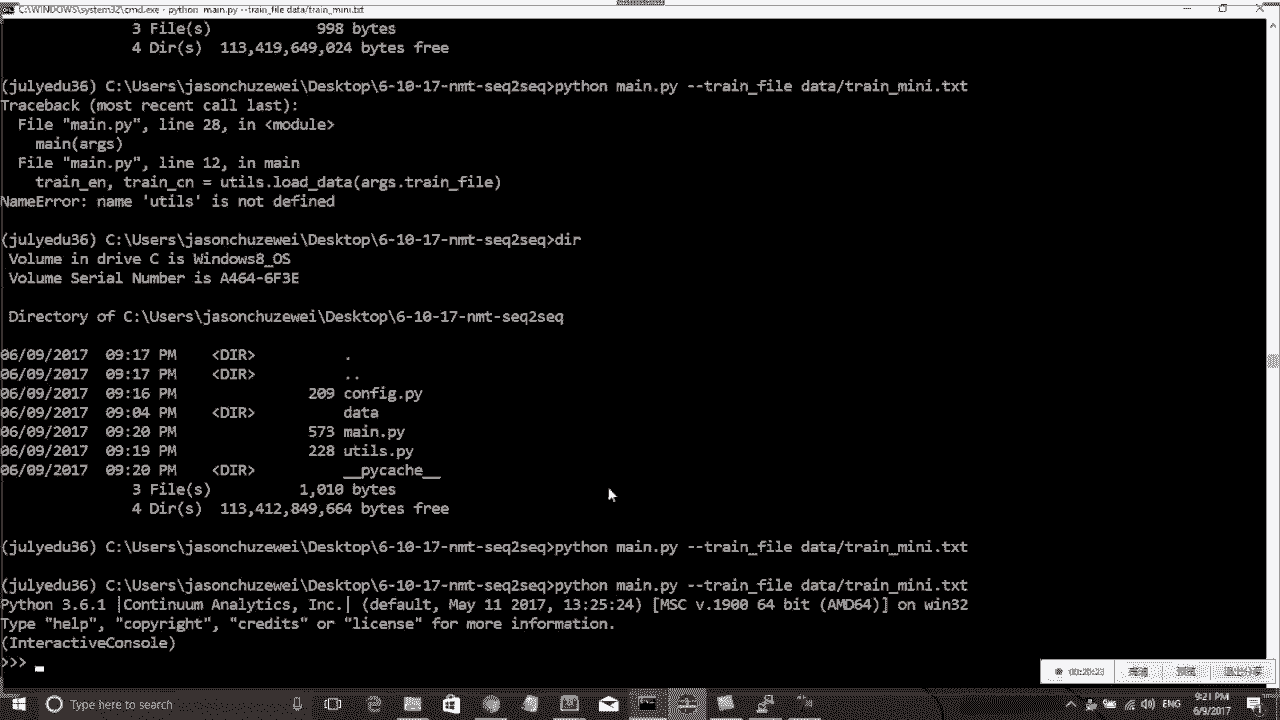 C:\WINDOWS\system32\cmd.exe - python main.py --train_file data/train_mini.txt
3 File(s) 998 bytes
4 Dir(s) 113,419,649,024 bytes free
(julyedu36) C:\Users\jasonchuzewei\Desktop\6-10-17-nmt-seq2seq>python main.py --train_file data/train_mini.txt
Traceback (most recent call last):
File "main.py", line 28, in <module>
main(args)
File "main.py", line 12, in main
train_en, train_cn = utils.load_data(args.train_file)
NameError: name 'utils' is not defined
(julyedu36) C:\Users\jasonchuzewei\Desktop\6-10-17-nmt-seq2seq>dir
Volume in drive C is Windows8_OS
Volume Serial Number is A464-6F3E
Directory of C:\Users\jasonchuzewei\Desktop\6-10-17-nmt-seq2seq
06/09/2017 09:17 PM <DIR> .
06/09/2017 09:17 PM <DIR> ..
06/09/2017 09:16 PM 209 config.py
06/09/2017 09:04 PM <DIR> data
06/09/2017 09:20 PM 573 main.py
06/09/2017 09:19 PM 228 utils.py
06/09/2017 09:20 PM <DIR> __pycache__
3 File(s) 1,010 bytes
4 Dir(s) 113,412,849,664 bytes free
(julyedu36) C:\Users\jasonchuzewei\Desktop\6-10-17-nmt-seq2seq>python main.py --train_file data/train_mini.txt
(julyedu36) C:\Users\jasonchuzewei\Desktop\6-10-17-nmt-seq2seq>python main.py --train_file data/train_mini.txt
Python 3.6.1 |Continuum Analytics, Inc.| (default, May 11 2017, 13:25:24) [MSC v.1900 64 bit (AMD64)] on win32
Type "help", "copyright", "credits" or "license" for more information.
(InteractiveConsole)
>>>
Type here to search
ENG
9:21 PM
6/9/2017